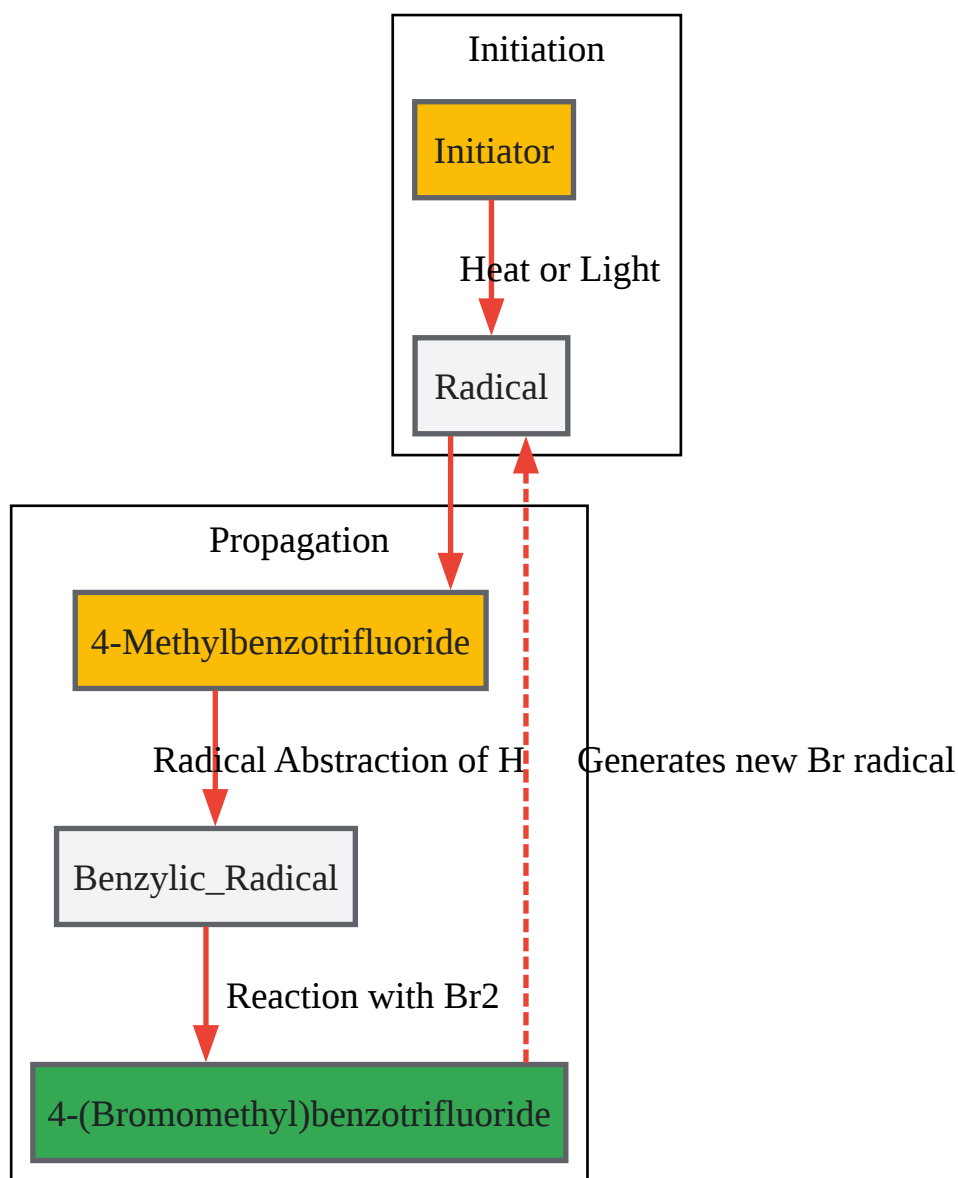 Initiation
Initiator
Heat or Light
Radical
Propagation
4-Methylbenzotrifluoride
Radical Abstraction of H
Generates new Br radical
Benzylic_Radical
Reaction with Br2
4-(Bromomethyl)benzotrifluoride